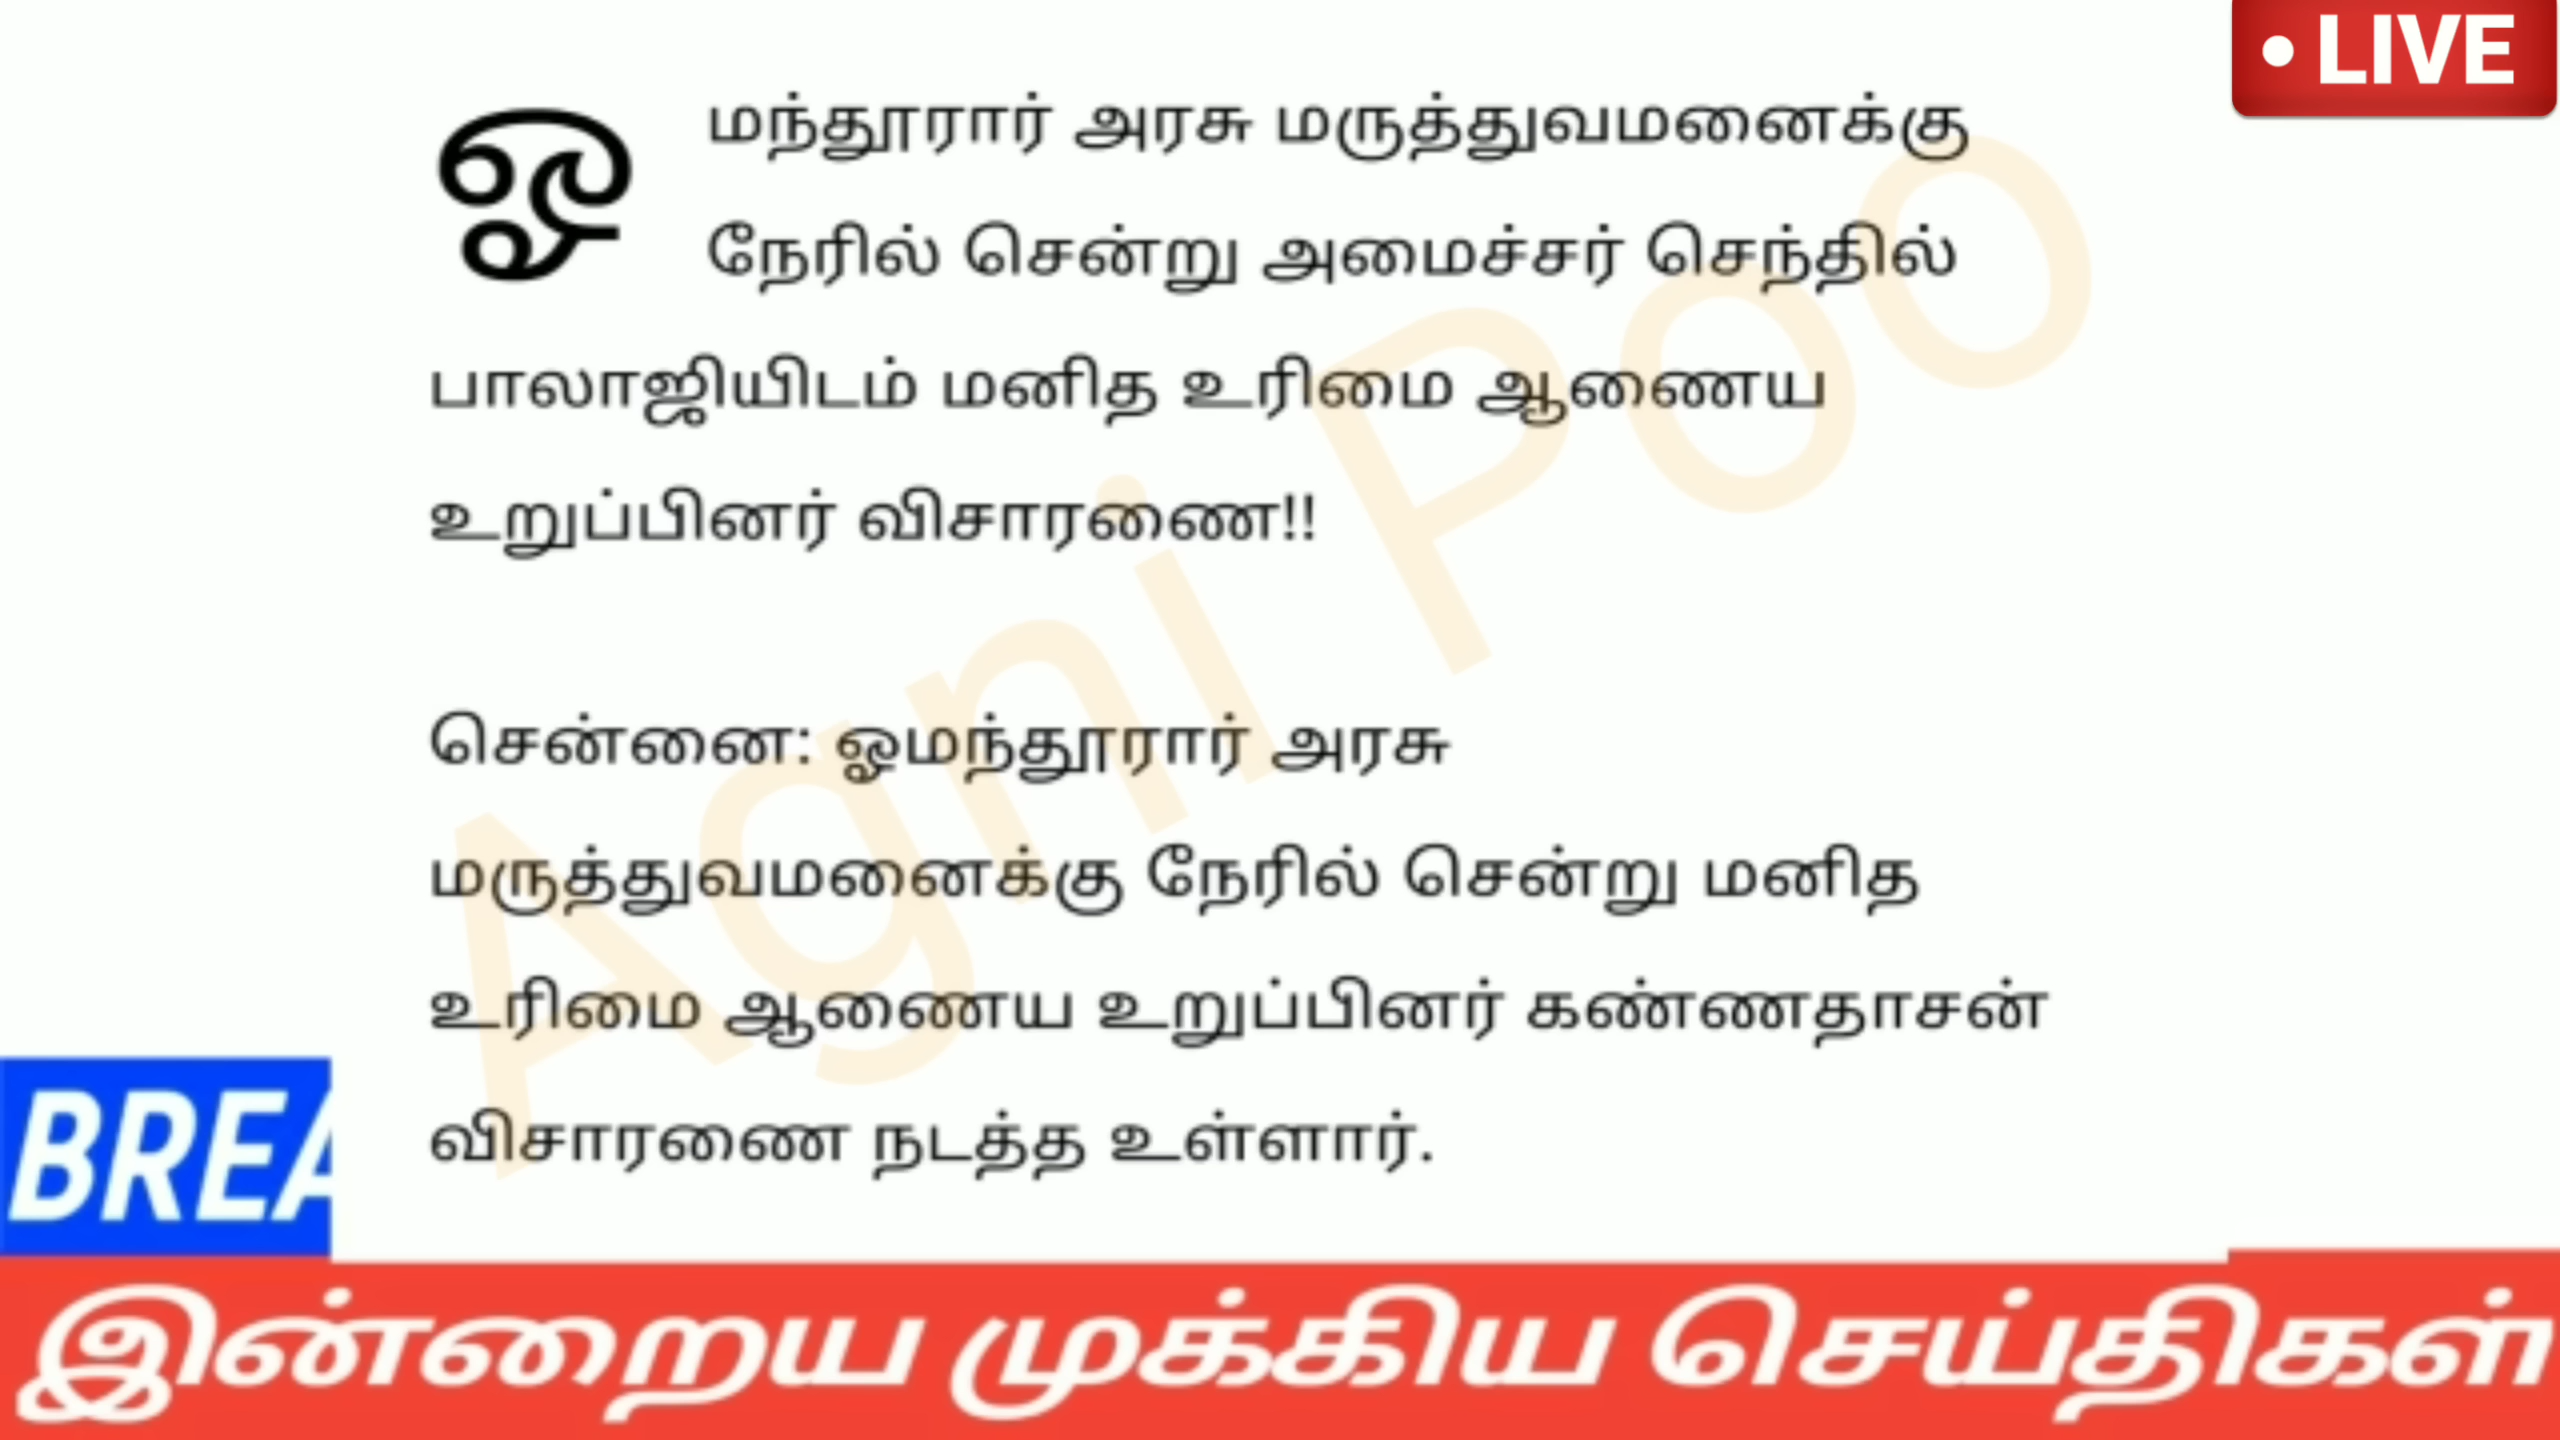 • LIVE
ஓமந்தூரார் அரசு மருத்துவமனைக்கு
நேரில் சென்று அமைச்சர் செந்தில்
பாலாஜியிடம் மனித உரிமை ஆணைய
உறுப்பினர் விசாரணை!!
சென்னை: ஓமந்தூரார் அரசு
மருத்துவமனைக்கு நேரில் சென்று மனித
உரிமை ஆணைய உறுப்பினர் கண்ணதாசன்
விசாரணை நடத்த உள்ளார்.
Agni Poo
BREA
இன்றைய முக்கிய செய்திகள்